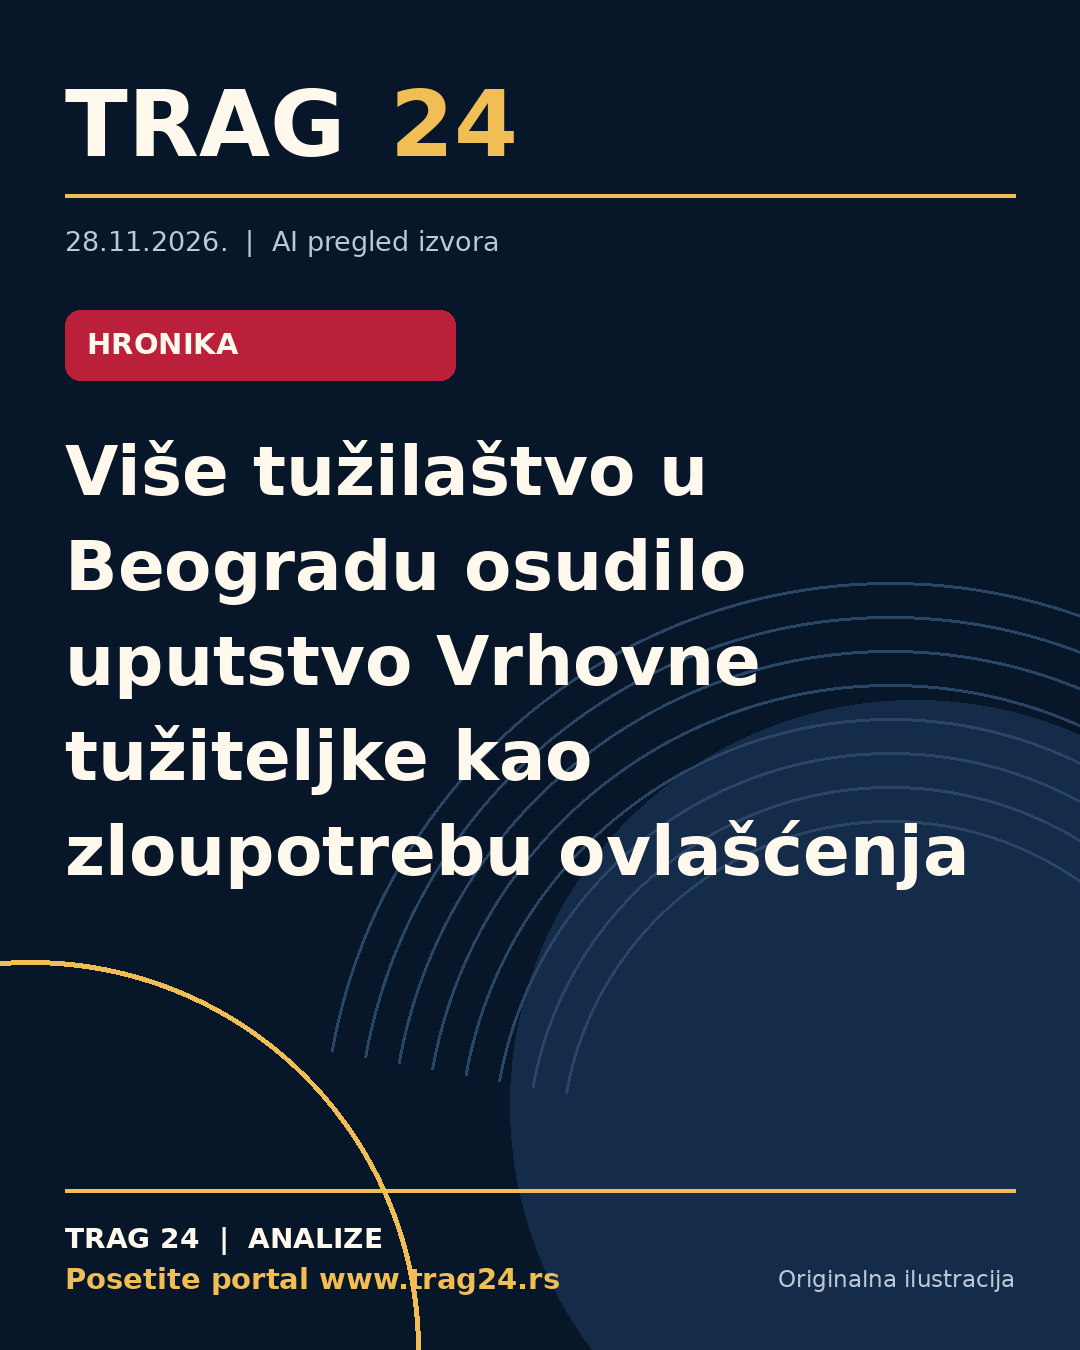 TRAG 24
28.11.2026. | AI pregled izvora
HRONIKA
Više tužilaštvo u
Beogradu osudilo
uputstvo Vrhovne
tužiteljke kao
zloupotrebu ovlašćenja
TRAG 24 | ANALIZE
Posetite portal www.trag24.rs
Originalna ilustracija